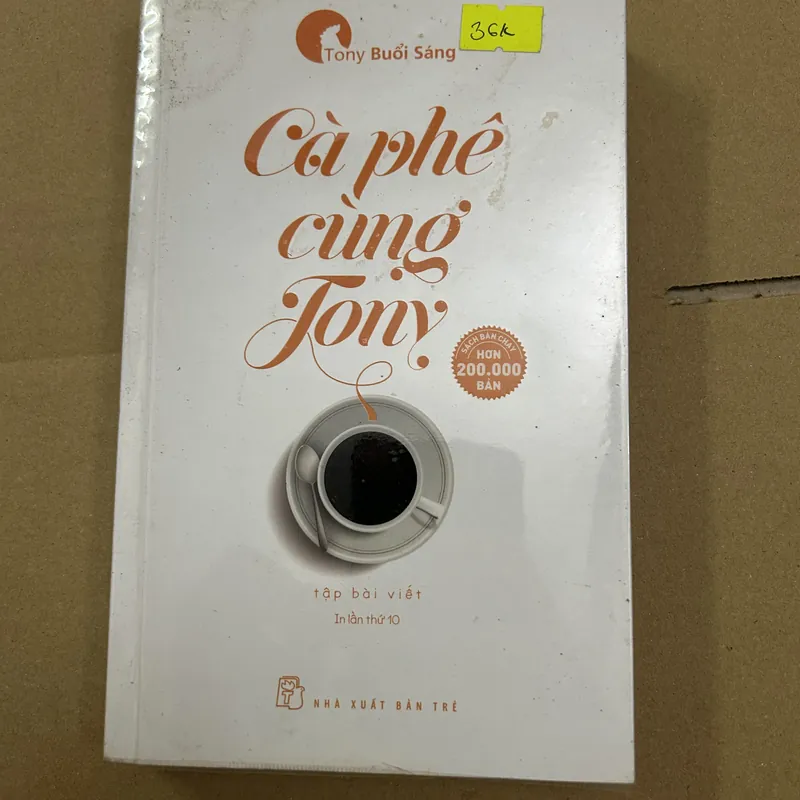 36k
Tony Buổi Sáng
Cà phê
cùng
Tony
SÁCH BÁN CHẠY
HƠN
200.000
BẢN
tập bài viết
In lần thứ 10
NHÀ XUẤT BẢN TRẺ